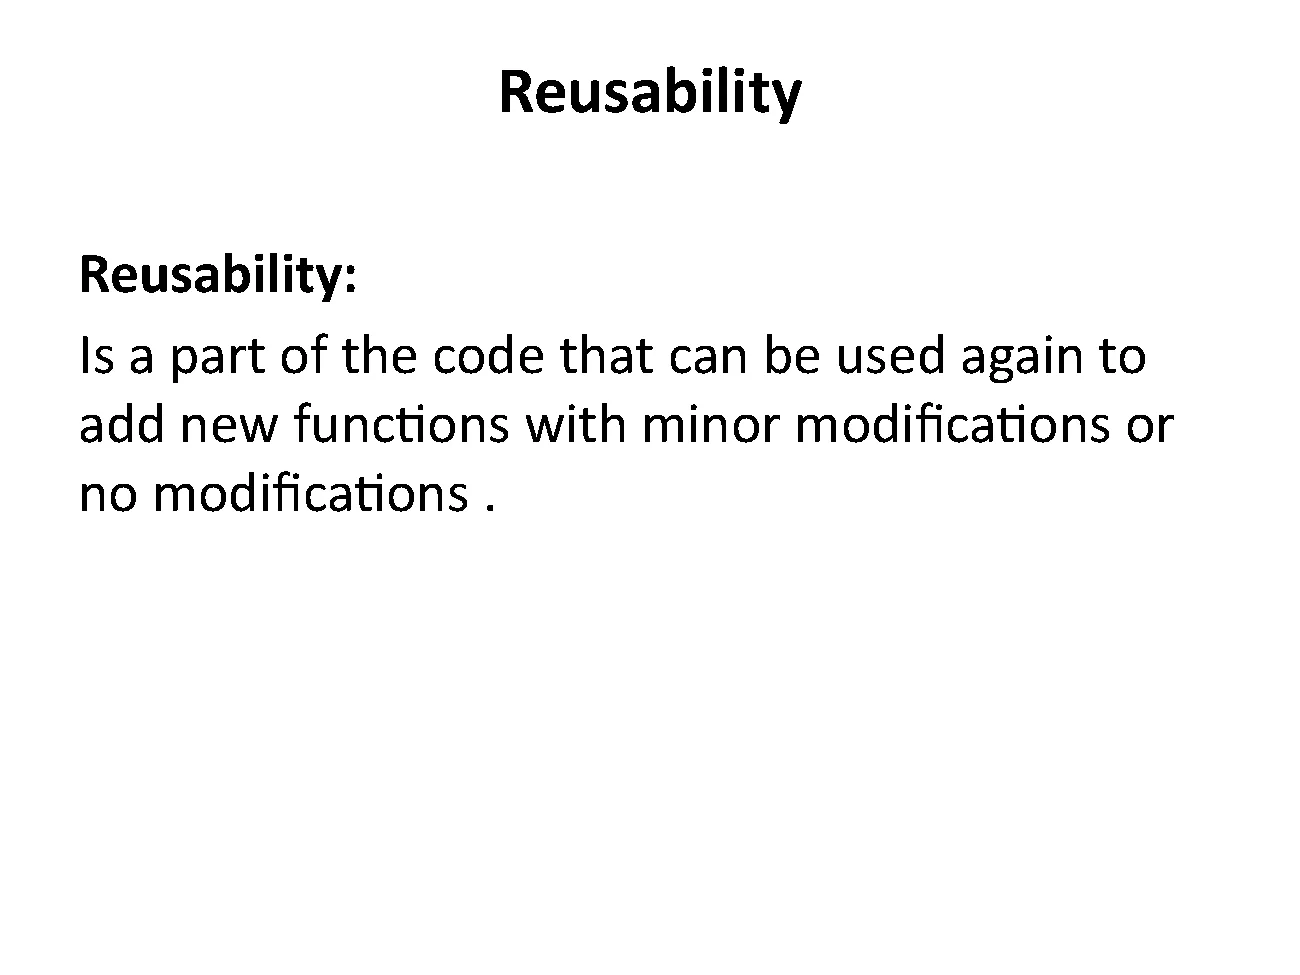 Reusability
Reusability:
Is a part of the code that can be used again to
add new functions with minor modifications or
no modifications .